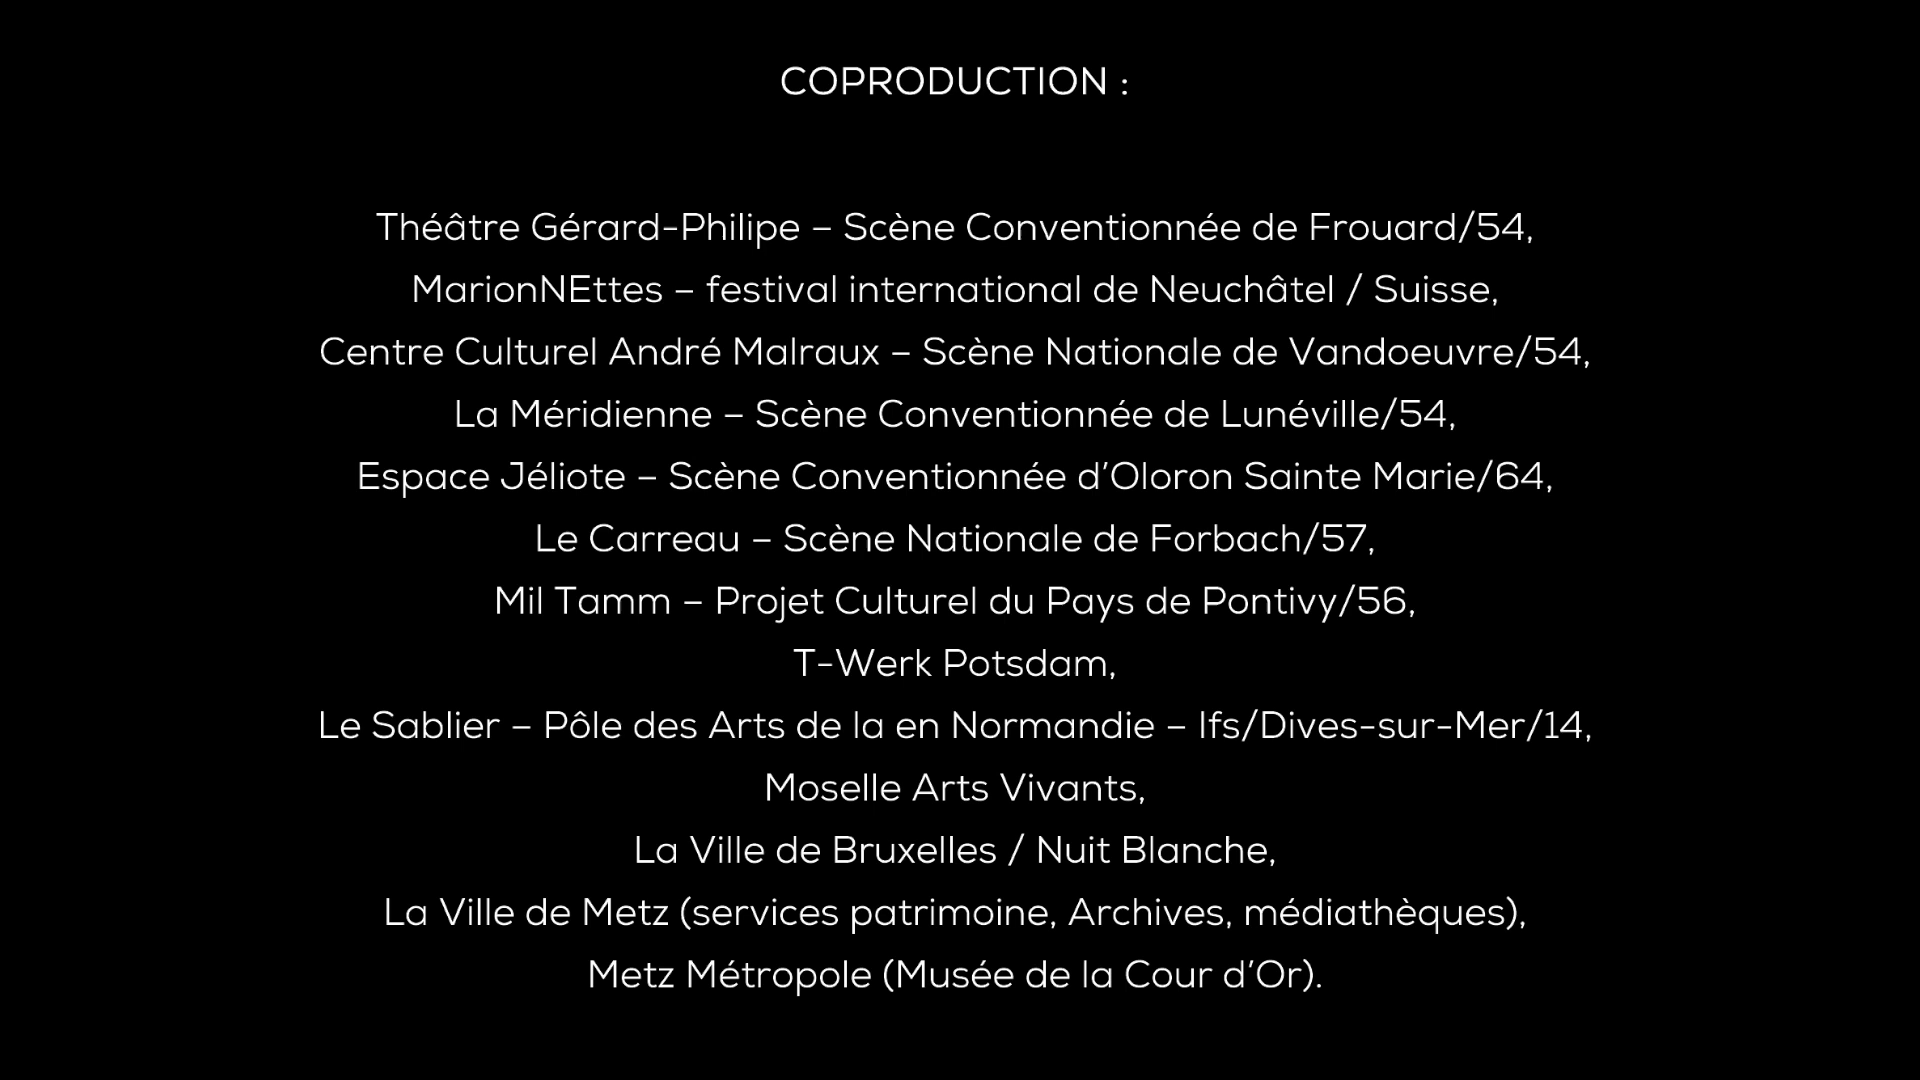 COPRODUCTION :
Théâtre Gérard-Philipe – Scène Conventionnée de Frouard/54,
MarionNEttes – festival international de Neuchâtel / Suisse,
Centre Culturel André Malraux – Scène Nationale de Vandoeuvre/54,
La Méridienne – Scène Conventionnée de Lunéville/54,
Espace Jéliote – Scène Conventionnée d’Oloron Sainte Marie/64,
Le Carreau – Scène Nationale de Forbach/57,
Mil Tamm – Projet Culturel du Pays de Pontivy/56,
T-Werk Potsdam,
Le Sablier – Pôle des Arts de la en Normandie – Ifs/Dives-sur-Mer/14,
Moselle Arts Vivants,
La Ville de Bruxelles / Nuit Blanche,
La Ville de Metz (services patrimoine, Archives, médiathèques),
Metz Métropole (Musée de la Cour d’Or).